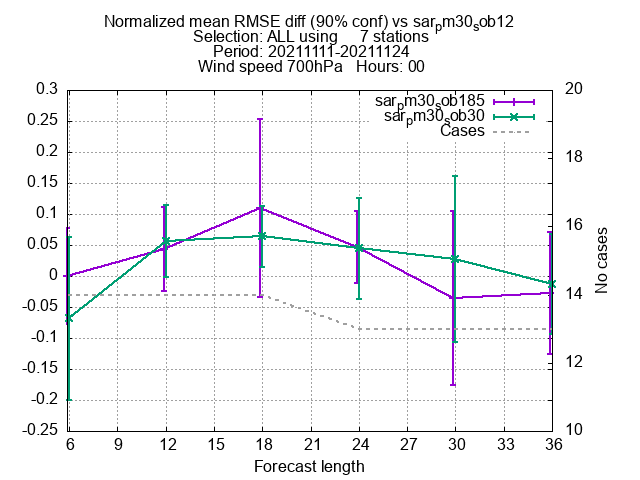 Normalized mean RMSE diff (90% conf) vs sarpm30sob12
Selection: ALL using 7 stations
Period: 20211111-20211124
Wind speed 700hPa Hours: 00
sarpm30sob185
sarpm30sob30
Cases
0.3
0.25
0.2
0.15
0.1
0.05
0
-0.05
-0.1
-0.15
-0.2
-0.25
20
18
16
14
12
10
No cases
6 9 12 15 18 21 24 27 30 33 36
Forecast length